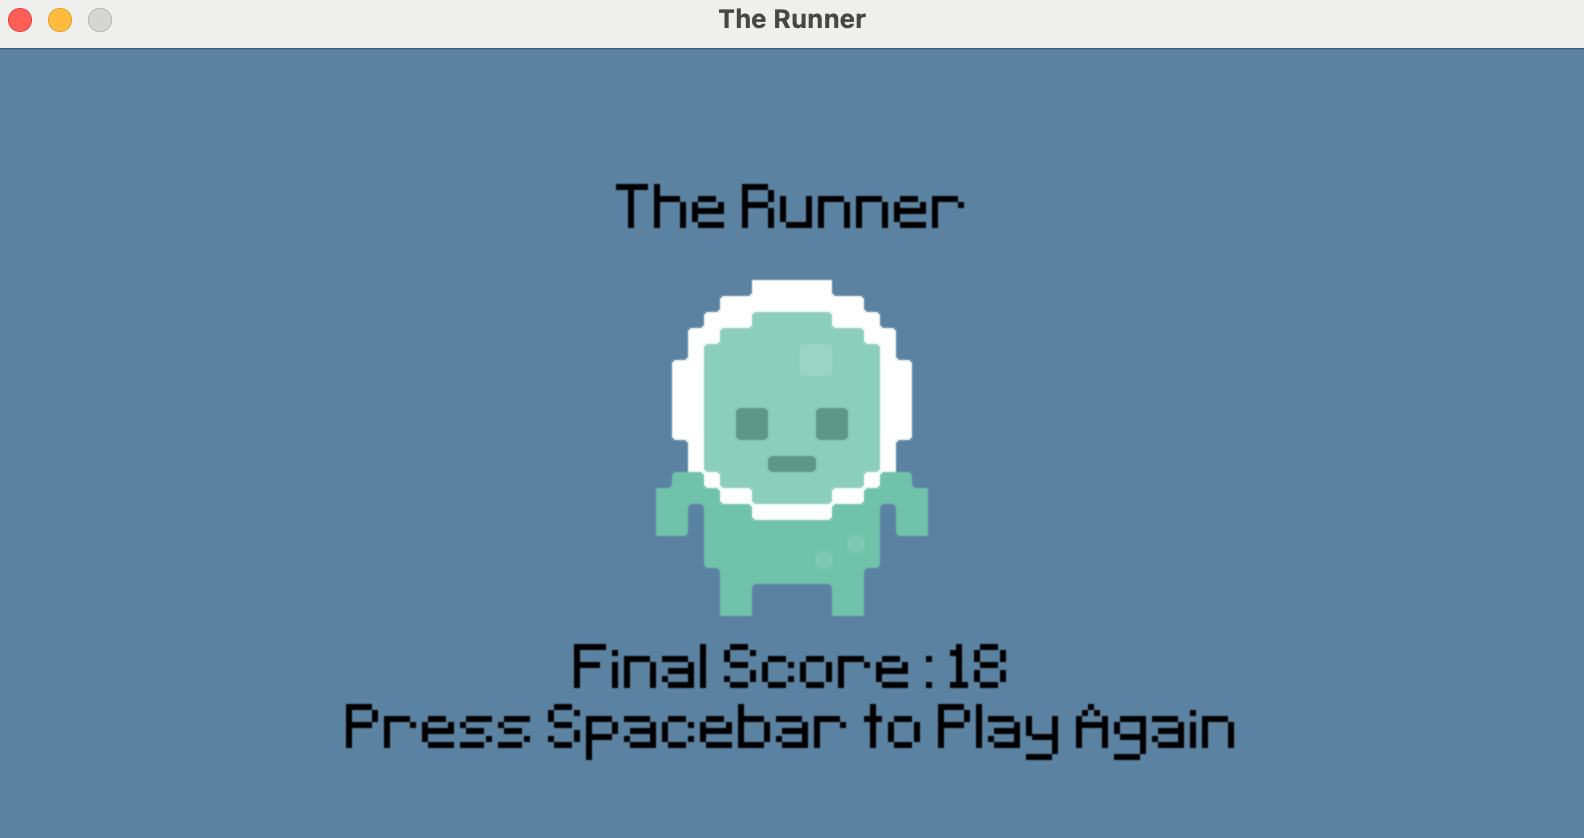 The Runner
The Runner
Final Score : 18
Press Spacebar to Play Again